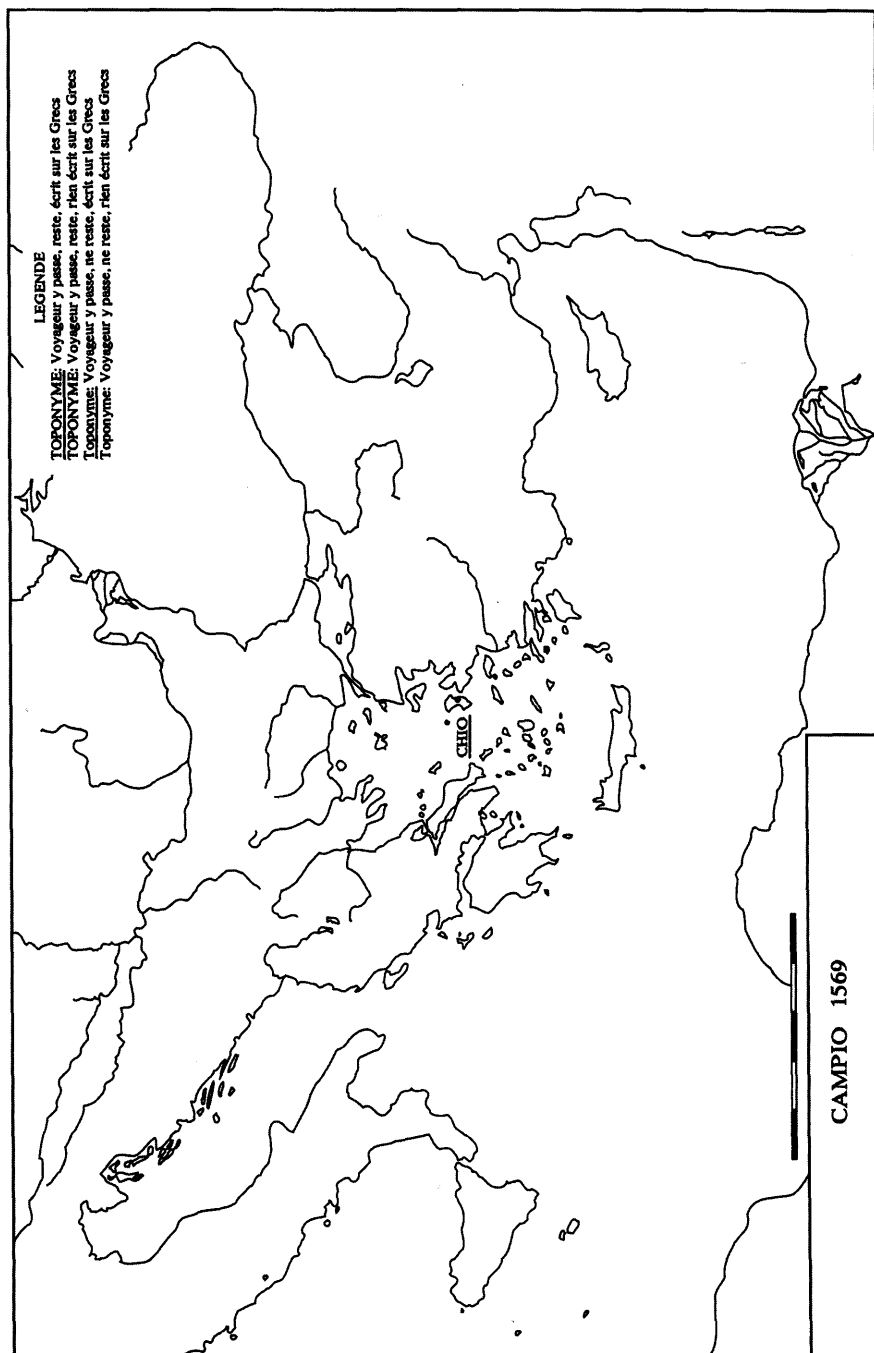 LEGENDE
TOPONYME: Voyageur y passe, reste, écrit sur les Grecs
TOPONYME: Voyageur y passe, reste, rien écrit sur les Grecs
Toponyme: Voyageur y passe, ne reste, écrit sur les Grecs
Toponyme: Voyageur y passe, ne reste, rien écrit sur les Grecs
CHIO
CAMPIO 1569